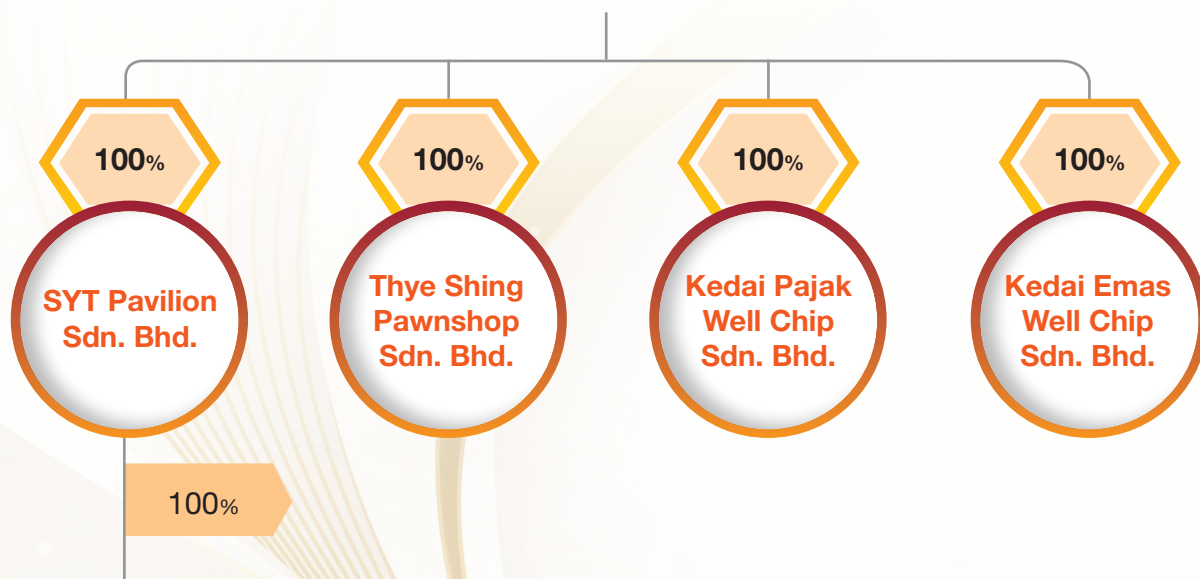 100%
100%
100%
100%
SYT Pavilion
Sdn. Bhd.
Thye Shing
Pawnshop
Sdn. Bhd.
Kedai Pajak
Well Chip
Sdn. Bhd.
Kedai Emas
Well Chip
Sdn. Bhd.
100%